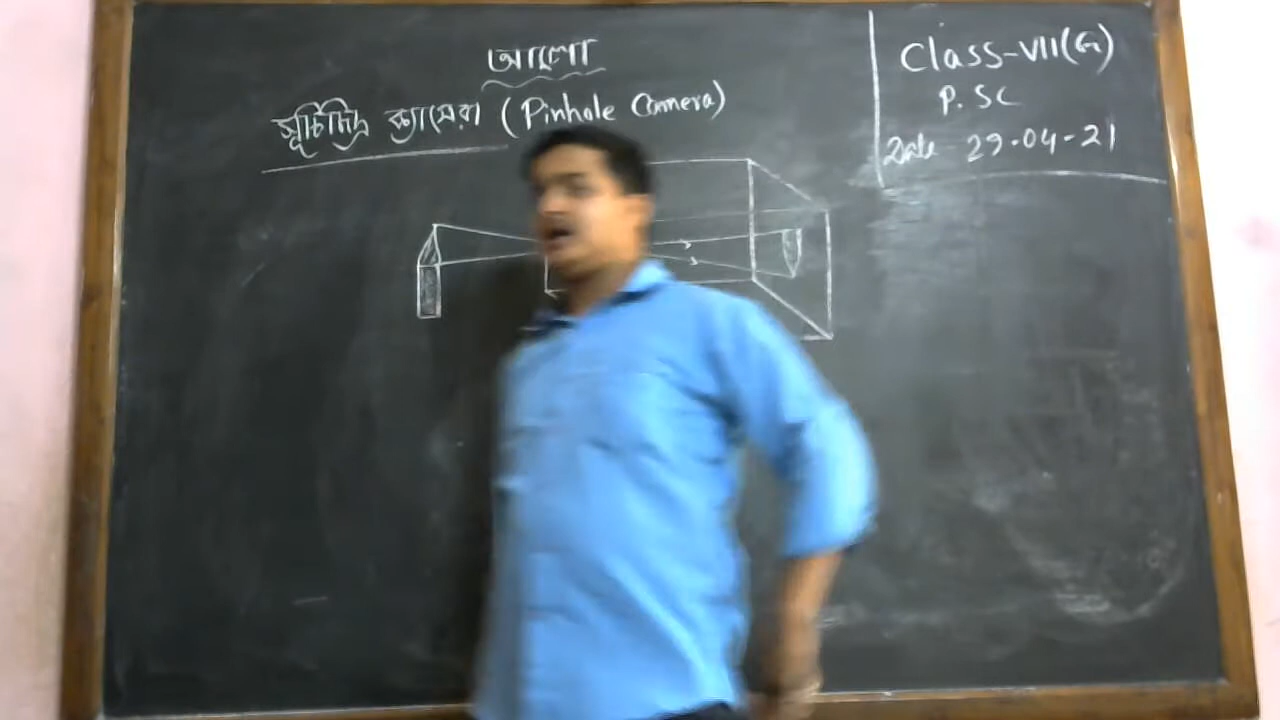 আলো
সূচিছিদ্র ক্যামেরা (Pinhole Camera)
Class-VII(G)
P. SC
Date 29-04-21